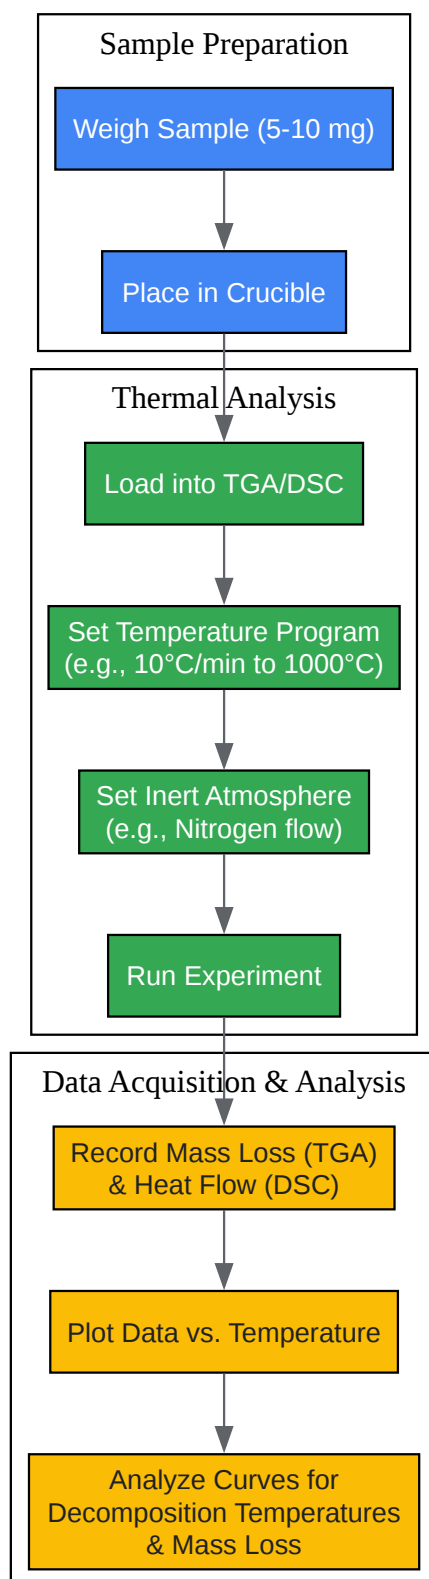 Sample Preparation
Weigh Sample (5-10 mg)
Place in Crucible
Thermal Analysis
Load into TGA/DSC
Set Temperature Program
(e.g., 10°C/min to 1000°C)
Set Inert Atmosphere
(e.g., Nitrogen flow)
Run Experiment
Data Acquisition & Analysis
Record Mass Loss (TGA)
& Heat Flow (DSC)
Plot Data vs. Temperature
Analyze Curves for
Decomposition Temperatures
& Mass Loss